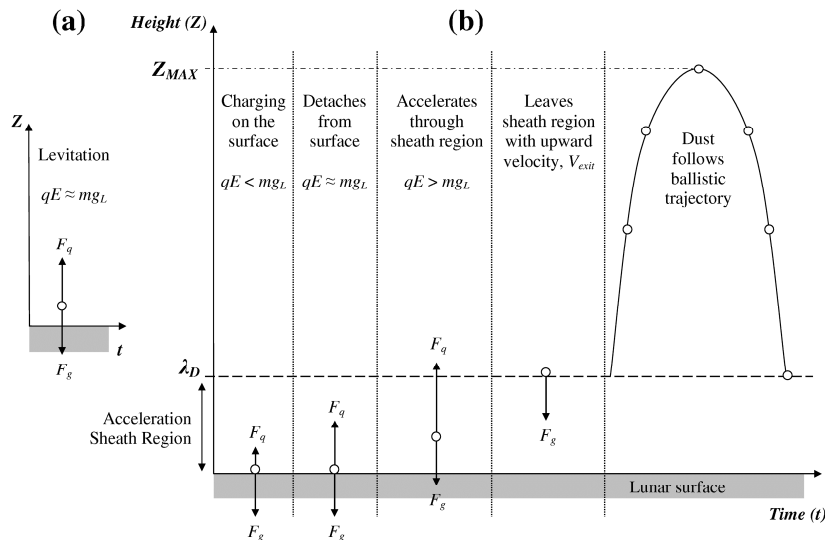 (a)
Z
Levitation
qE ≈ mg_L
F_q
t
F_g
(b)
Height (Z)
Z_MAX
Charging
on the
surface
qE < mg_L
Detaches
from
surface
qE ≈ mg_L
Accelerates
through
sheath region
qE > mg_L
Leaves
sheath region
with upward
velocity, V_exit
Dust
follows
ballistic
trajectory
λ_D
Acceleration
Sheath Region
F_q
F_g
F_q
F_g
F_q
F_g
F_g
Lunar surface
Time (t)